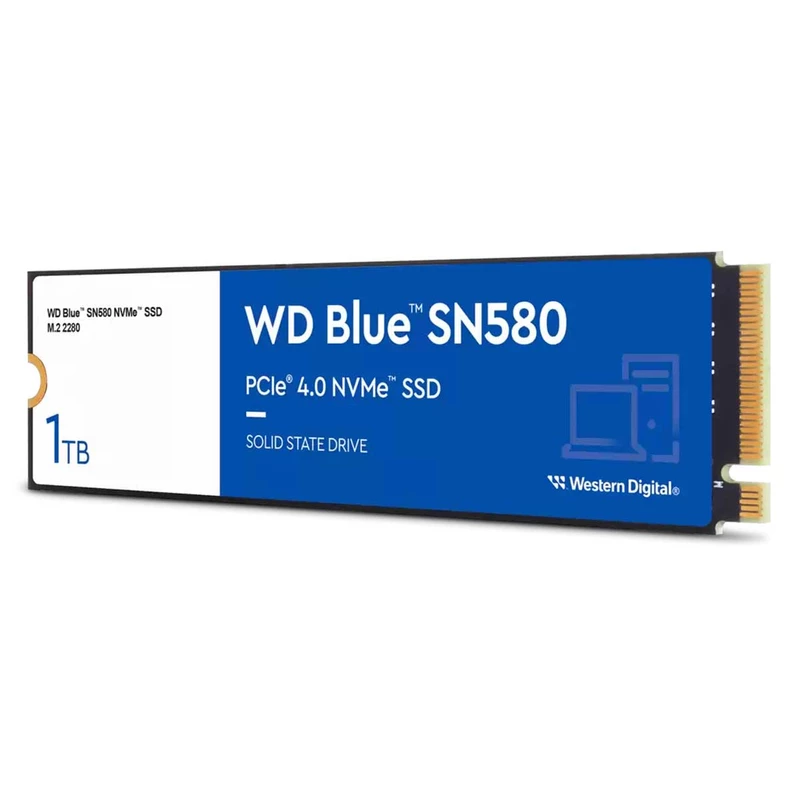 WD Blue™ SN580 NVMe™ SSD
M.2 2280
1TB
WD Blue™ SN580
PCIe® 4.0 NVMe™ SSD
SOLID STATE DRIVE
Western Digital®